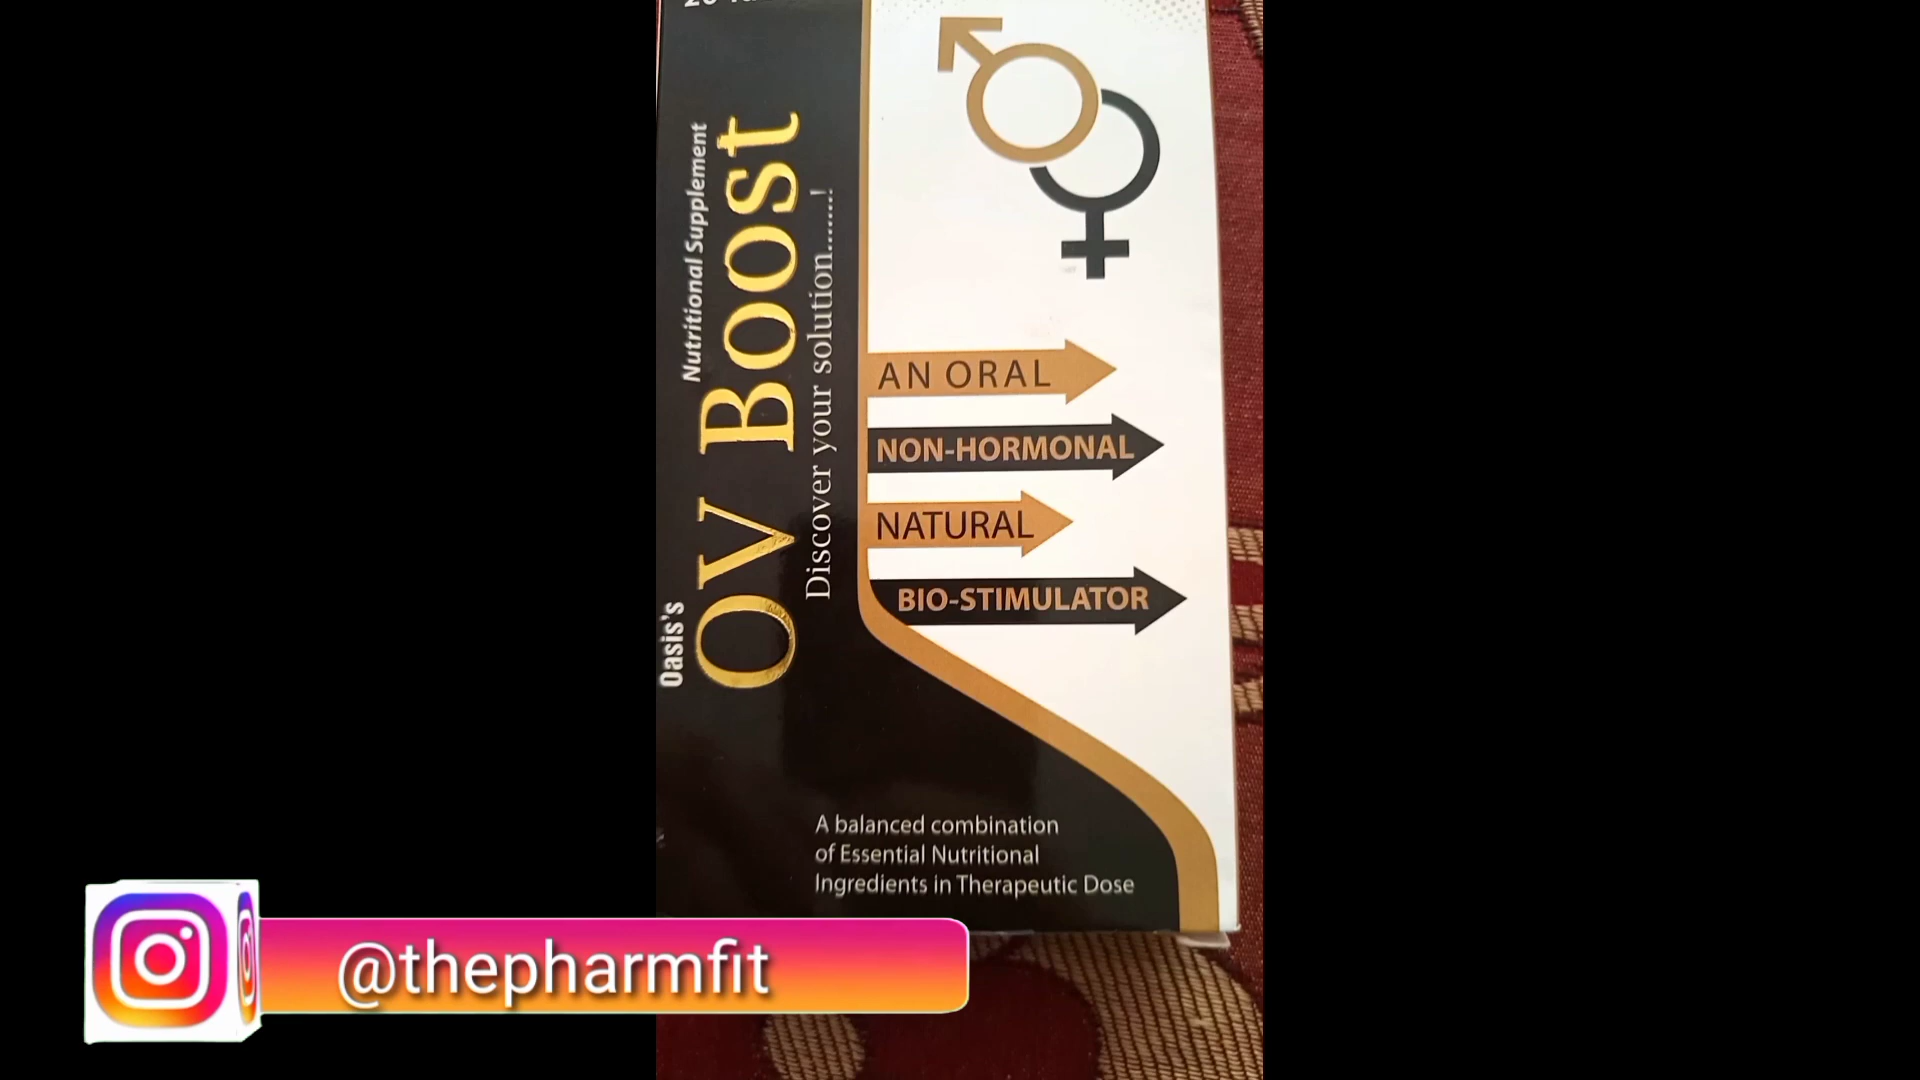 Oasis's
Nutritional Supplement
OV Boost
Discover your solution.......!
AN ORAL
NON-HORMONAL
NATURAL
BIO-STIMULATOR
A balanced combination
of Essential Nutritional
Ingredients in Therapeutic Dose
@thepharmfit